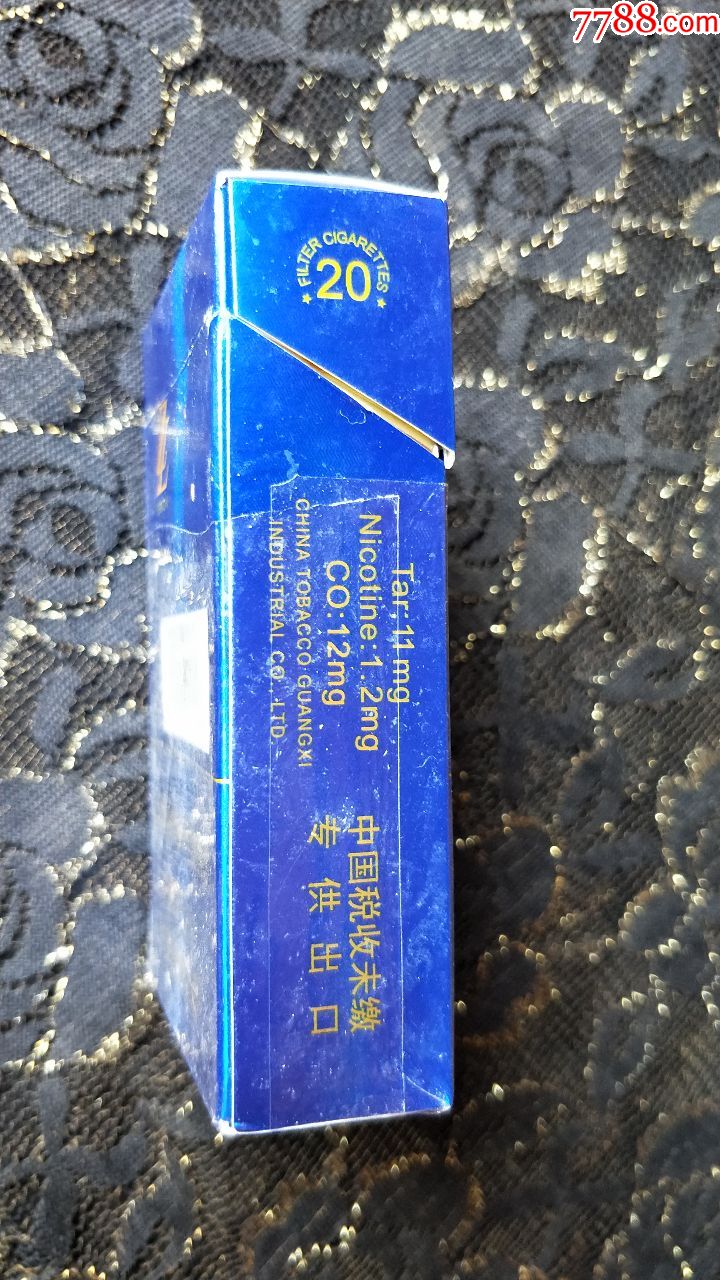 7788.com
FILTER CIGARETTES
20
Tar:11mg
Nicotine:1.2mg
CO:12mg
CHINA TOBACCO GUANGXI
INDUSTRIAL CO., LTD.
中国税收未缴
专供出口